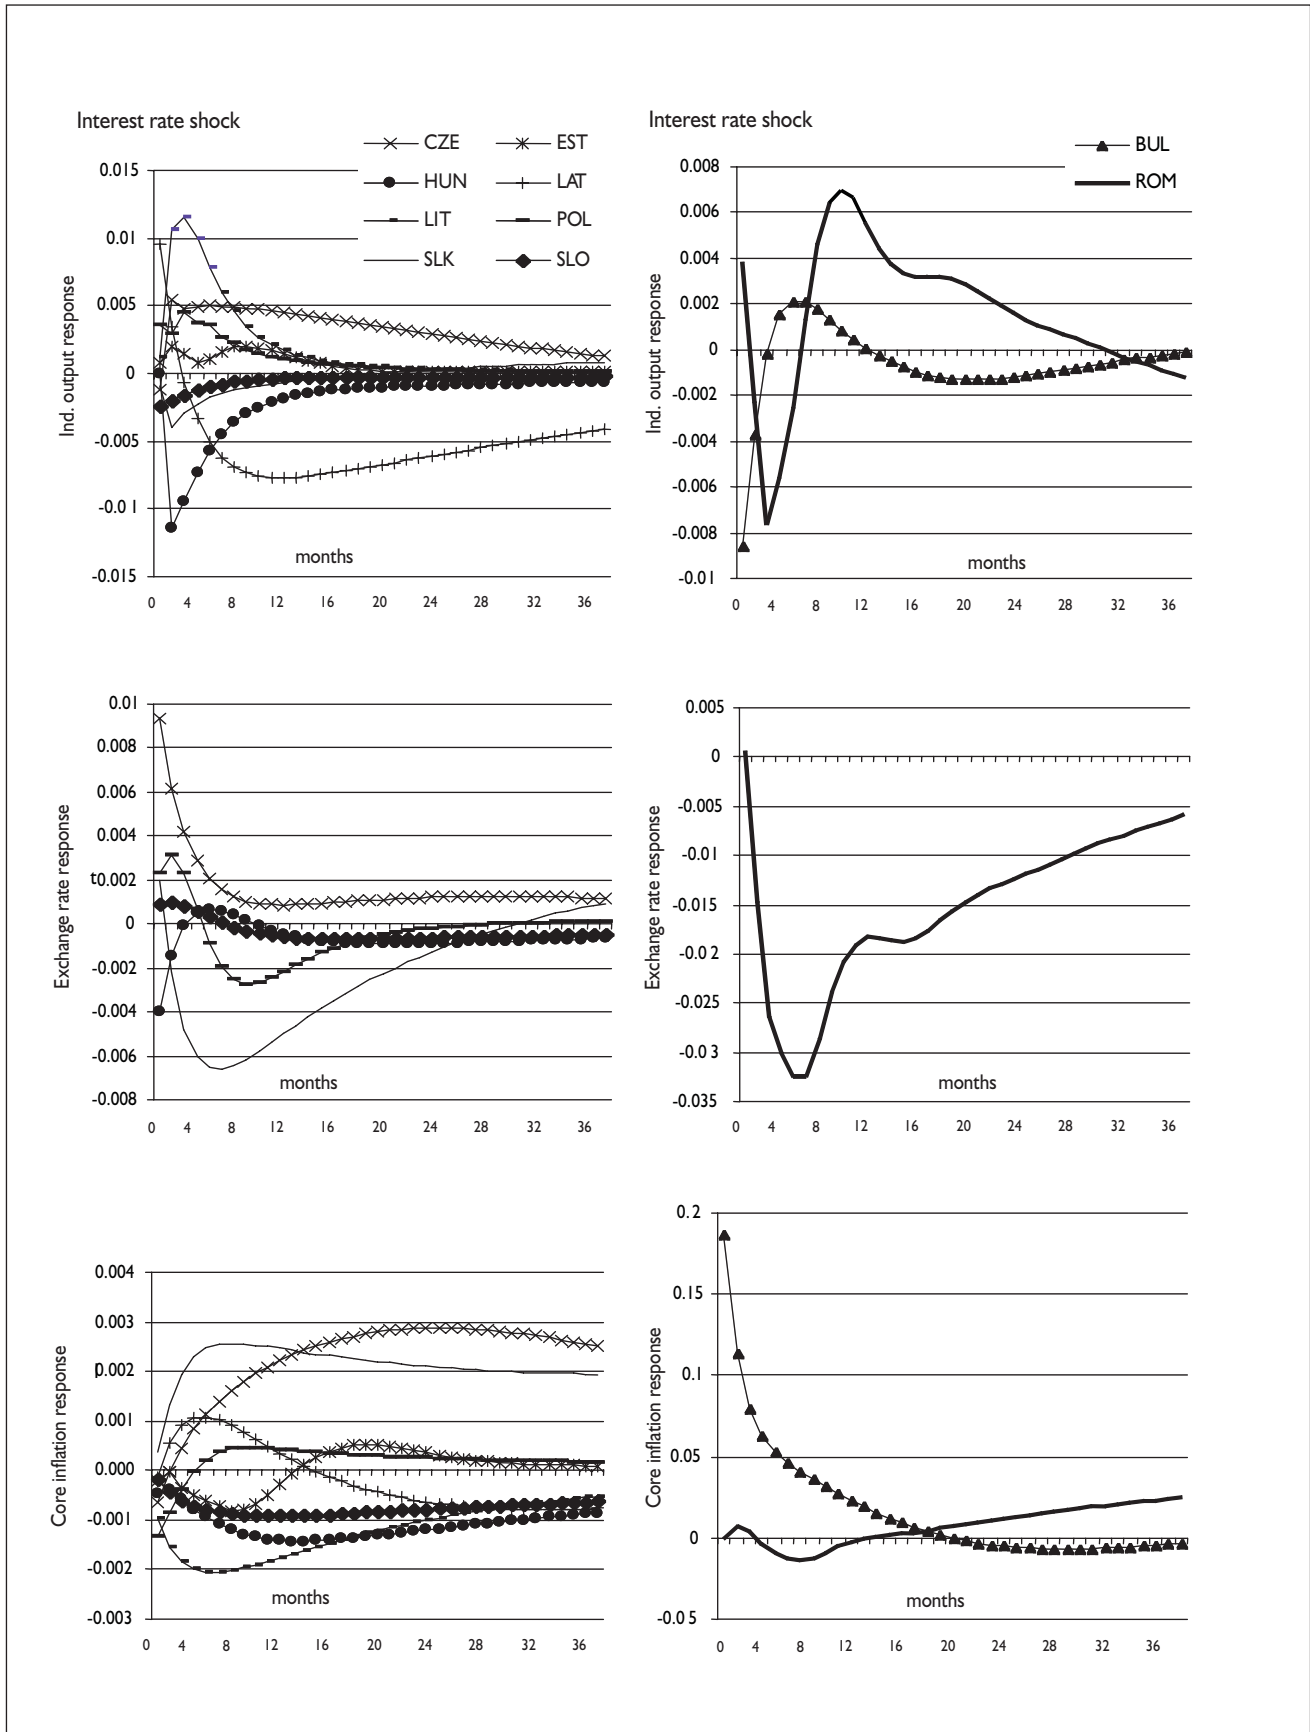 Interest rate shock
CZE
EST
HUN
LAT
LIT
POL
SLK
SLO
0.015
0.01
0.005
0
-0.005
-0.01
-0.015
Ind. output response
months
0 4 8 12 16 20 24 28 32 36
Interest rate shock
BUL
ROM
0.008
0.006
0.004
0.002
0
-0.002
-0.004
-0.006
-0.008
-0.01
Ind. output response
months
0 4 8 12 16 20 24 28 32 36
0.01
0.008
0.006
0.004
t0.002
0
-0.002
-0.004
-0.006
-0.008
Exchange rate response
months
0 4 8 12 16 20 24 28 32 36
0.005
0
-0.005
-0.01
-0.015
-0.02
-0.025
-0.03
-0.035
Exchange rate response
months
0 4 8 12 16 20 24 28 32 36
0.004
0.003
0.002
0.001
0.000
-0.001
-0.002
-0.003
Core inflation response
months
0 4 8 12 16 20 24 28 32 36
0.2
0.15
0.1
0.05
0
-0.05
Core inflation response
months
0 4 8 12 16 20 24 28 32 36